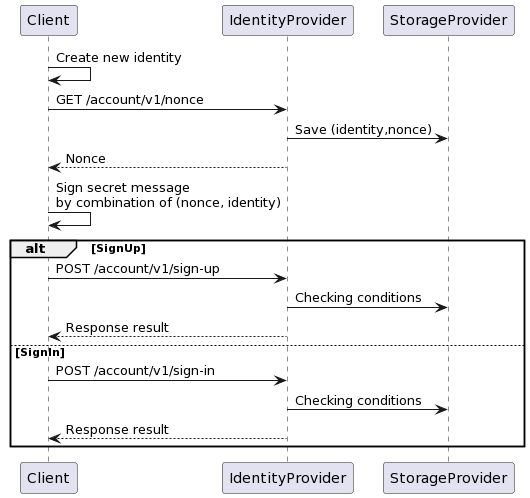 Client
IdentityProvider
StorageProvider
Create new identity
GET /account/v1/nonce
Save (identity,nonce)
Nonce
Sign secret message
by combination of (nonce, identity)
alt [SignUp]
POST /account/v1/sign-up
Checking conditions
Response result
[SignIn]
POST /account/v1/sign-in
Checking conditions
Response result
Client
IdentityProvider
StorageProvider